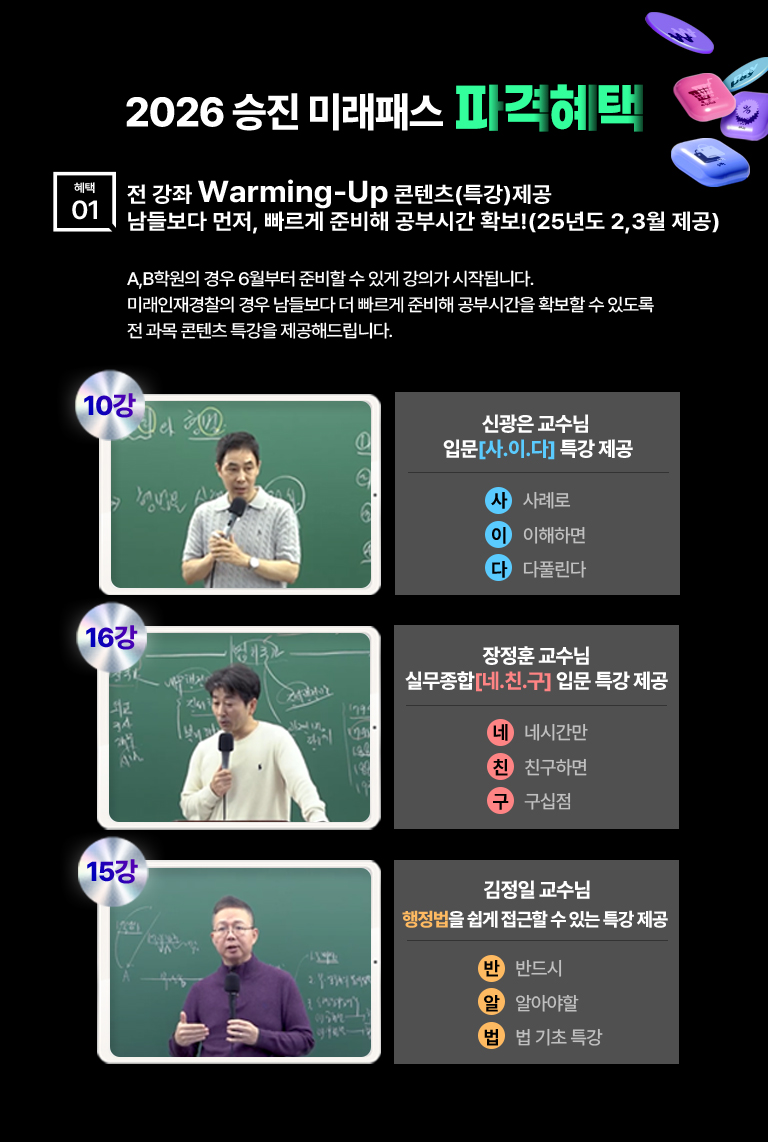 2026 승진 미래패스 파격혜택
혜택
01
전 강좌 Warming-Up 콘텐츠(특강)제공
남들보다 먼저, 빠르게 준비해 공부시간 확보!(25년도 2,3월 제공)
A,B학원의 경우 6월부터 준비할 수 있게 강의가 시작됩니다.
미래인재경찰의 경우 남들보다 더 빠르게 준비해 공부시간을 확보할 수 있도록
전 과목 콘텐츠 특강을 제공해드립니다.
10강
신광은 교수님
입문[사.이.다] 특강 제공
사 사례로
이 이해하면
다 다풀린다
16강
장정훈 교수님
실무종합[네.친.구] 입문 특강 제공
네 네시간만
친 친구하면
구 구십점
15강
김정일 교수님
행정법을 쉽게 접근할 수 있는 특강 제공
반 반드시
알 알아야할
법 법 기초 특강